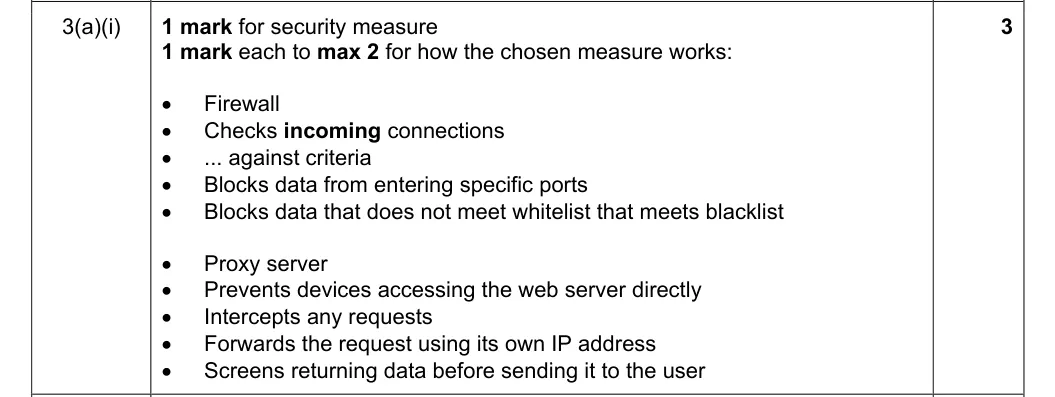 3(a)(i) 1 mark for security measure 3
1 mark each to max 2 for how the chosen measure works:
• Firewall
• Checks incoming connections
• ... against criteria
• Blocks data from entering specific ports
• Blocks data that does not meet whitelist that meets blacklist
• Proxy server
• Prevents devices accessing the web server directly
• Intercepts any requests
• Forwards the request using its own IP address
• Screens returning data before sending it to the user